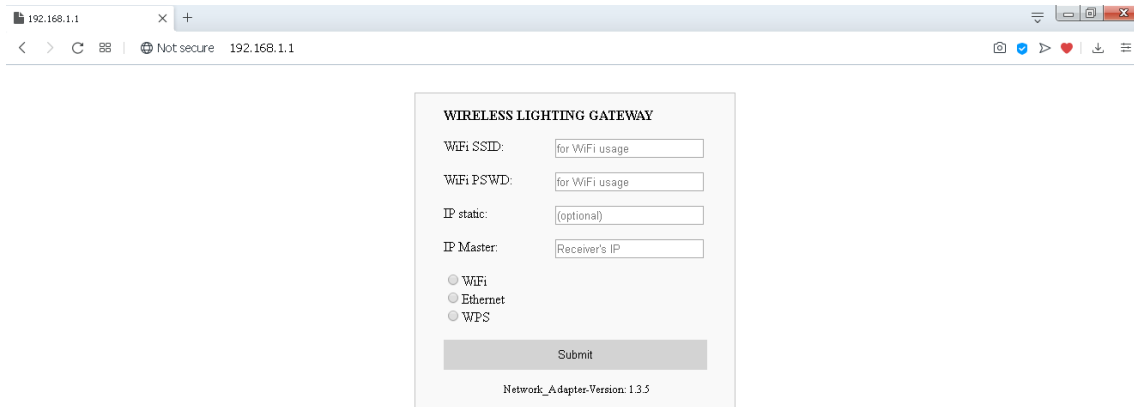 192.168.1.1
Not secure 192.168.1.1
WIRELESS LIGHTING GATEWAY
WiFi SSID: for WiFi usage
WiFi PSWD: for WiFi usage
IP static: (optional)
IP Master: Receiver's IP
WiFi
Ethernet
WPS
Submit
Network_Adapter-Version: 1.3.5